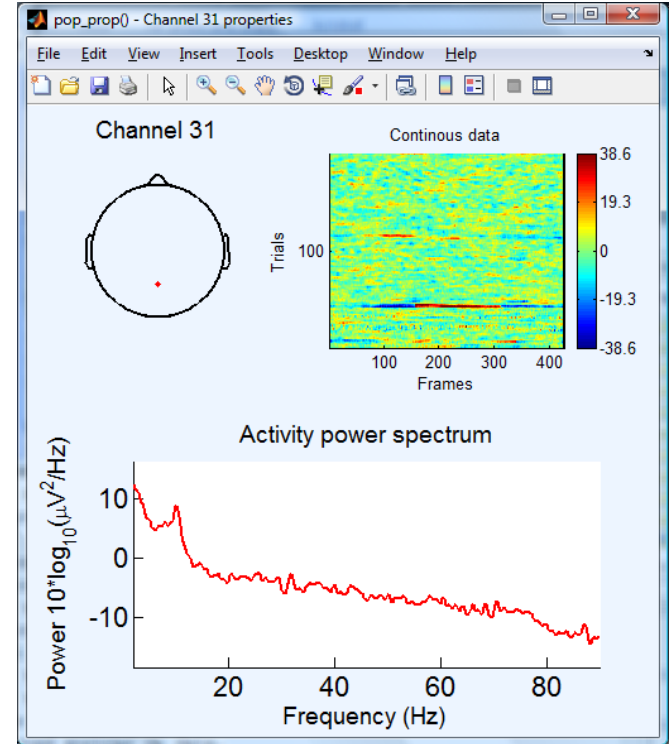 pop_prop() - Channel 31 properties
File Edit View Insert Tools Desktop Window Help
Channel 31
Continous data
Trials
100
100 200 300 400
Frames
38.6
19.3
0
-19.3
-38.6
Activity power spectrum
Power 10*log10(μV2/Hz)
10
0
-10
20 40 60 80
Frequency (Hz)